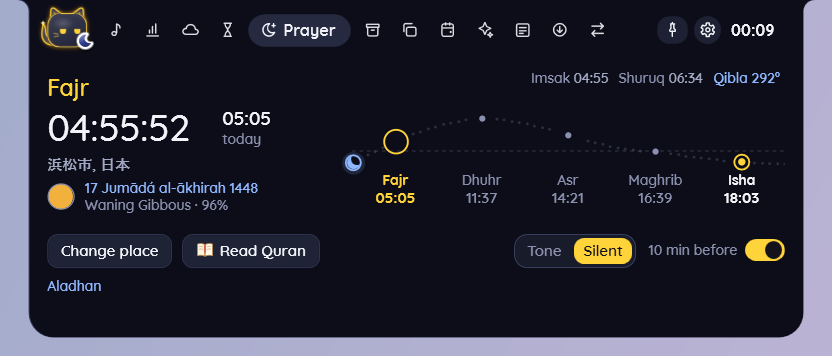 Prayer
00:09
Fajr
Imsak 04:55 Shuruq 06:34 Qibla 292°
04:55:52
05:05
today
浜松市, 日本
17 Jumādá al-ākhirah 1448
Waning Gibbous · 96%
Fajr
05:05
Dhuhr
11:37
Asr
14:21
Maghrib
16:39
Isha
18:03
Change place
Read Quran
Tone
Silent
10 min before
Aladhan